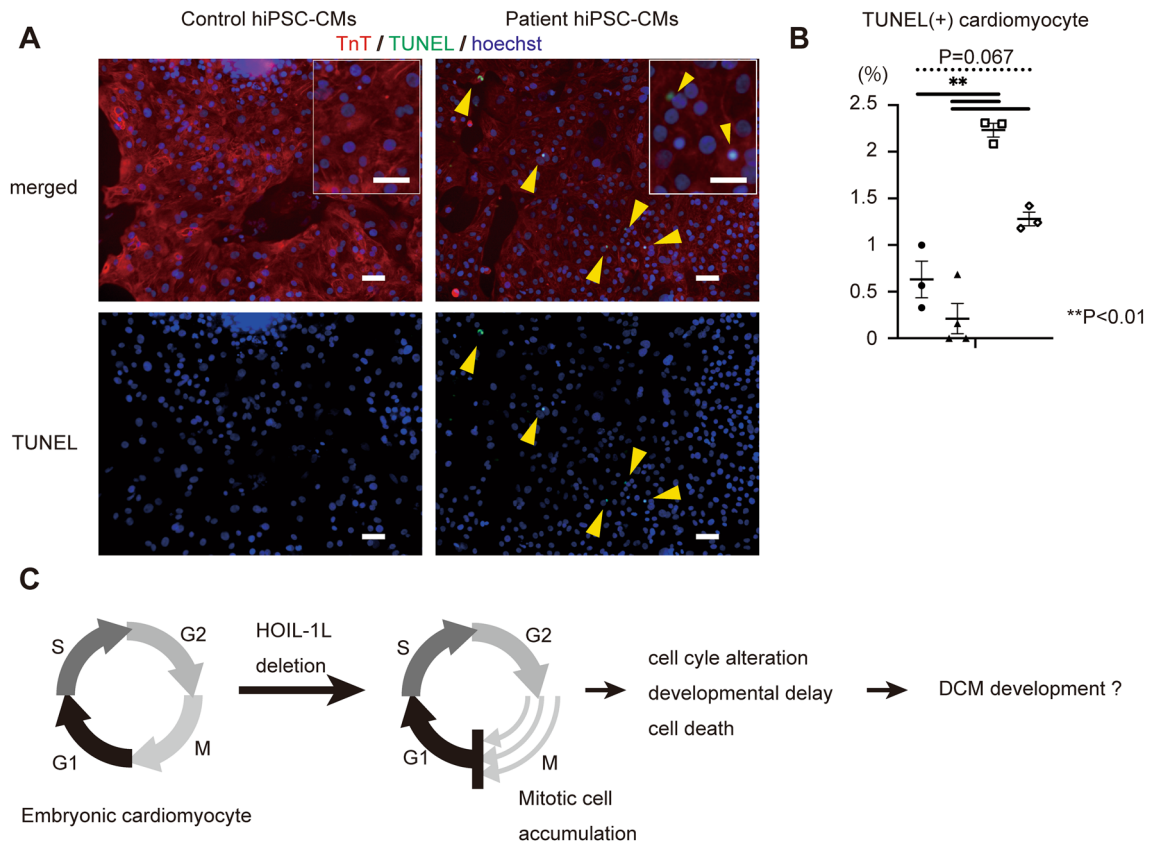 Control hiPSC-CMs
Patient hiPSC-CMs
A
TnT / TUNEL / hoechst
merged
TUNEL
B
TUNEL(+) cardiomyocyte
P=0.067
(%)
**
2.5
2
1.5
1
0.5
0
**P<0.01
C
S
G2
G1
M
Embryonic cardiomyocyte
HOIL-1L
deletion
S
G2
G1
M
Mitotic cell
accumulation
cell cyle alteration
developmental delay
cell death
DCM development ?